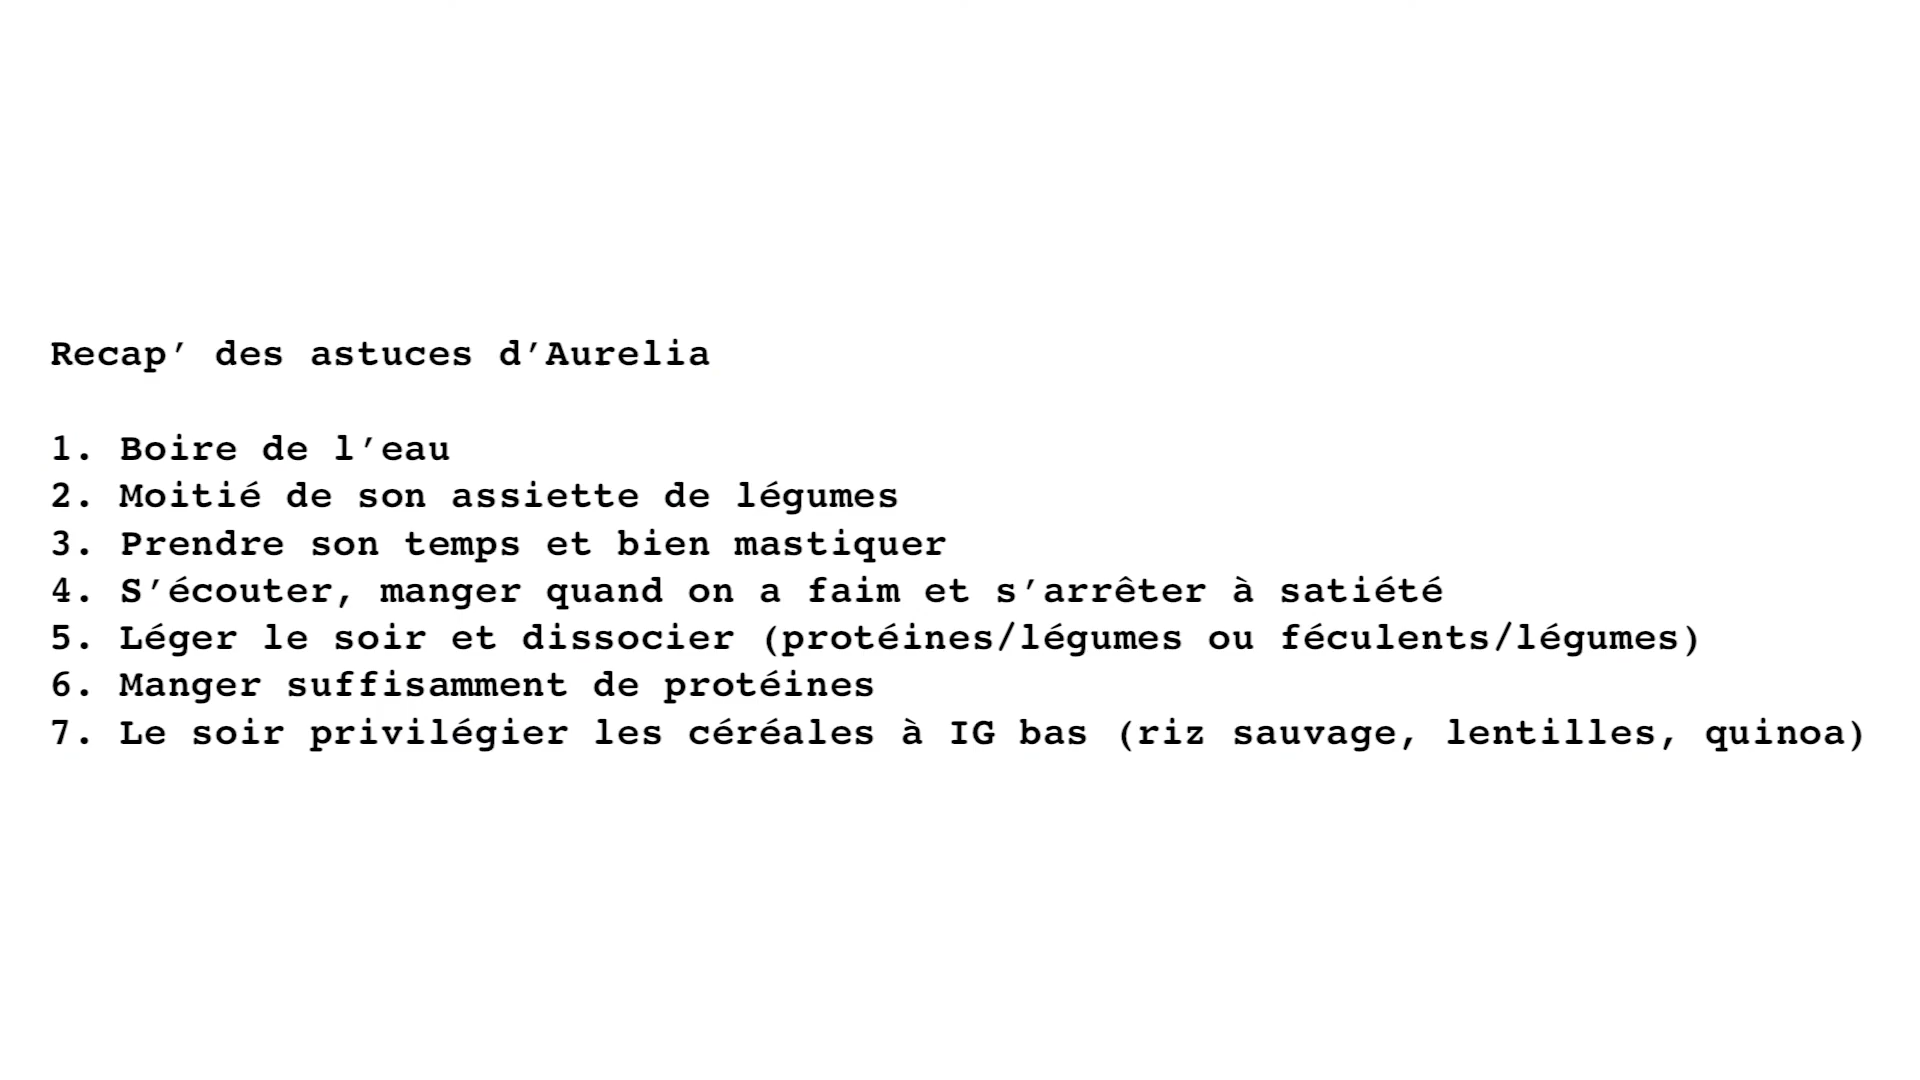 Recap’ des astuces d’Aurelia
1. Boire de l’eau
2. Moitié de son assiette de légumes
3. Prendre son temps et bien mastiquer
4. S’écouter, manger quand on a faim et s’arrêter à satiété
5. Léger le soir et dissocier (protéines/légumes ou féculents/légumes)
6. Manger suffisamment de protéines
7. Le soir privilégier les céréales à IG bas (riz sauvage, lentilles, quinoa)